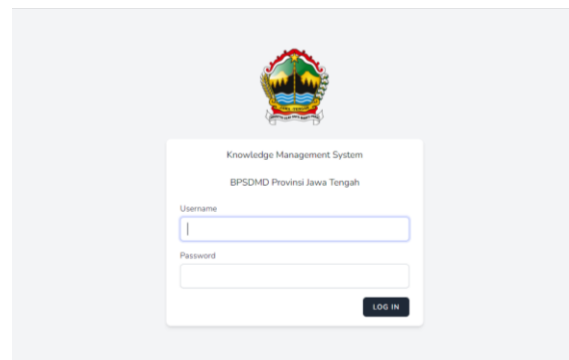 Knowledge Management System
BPSDMD Provinsi Jawa Tengah
Username
Password
LOG IN